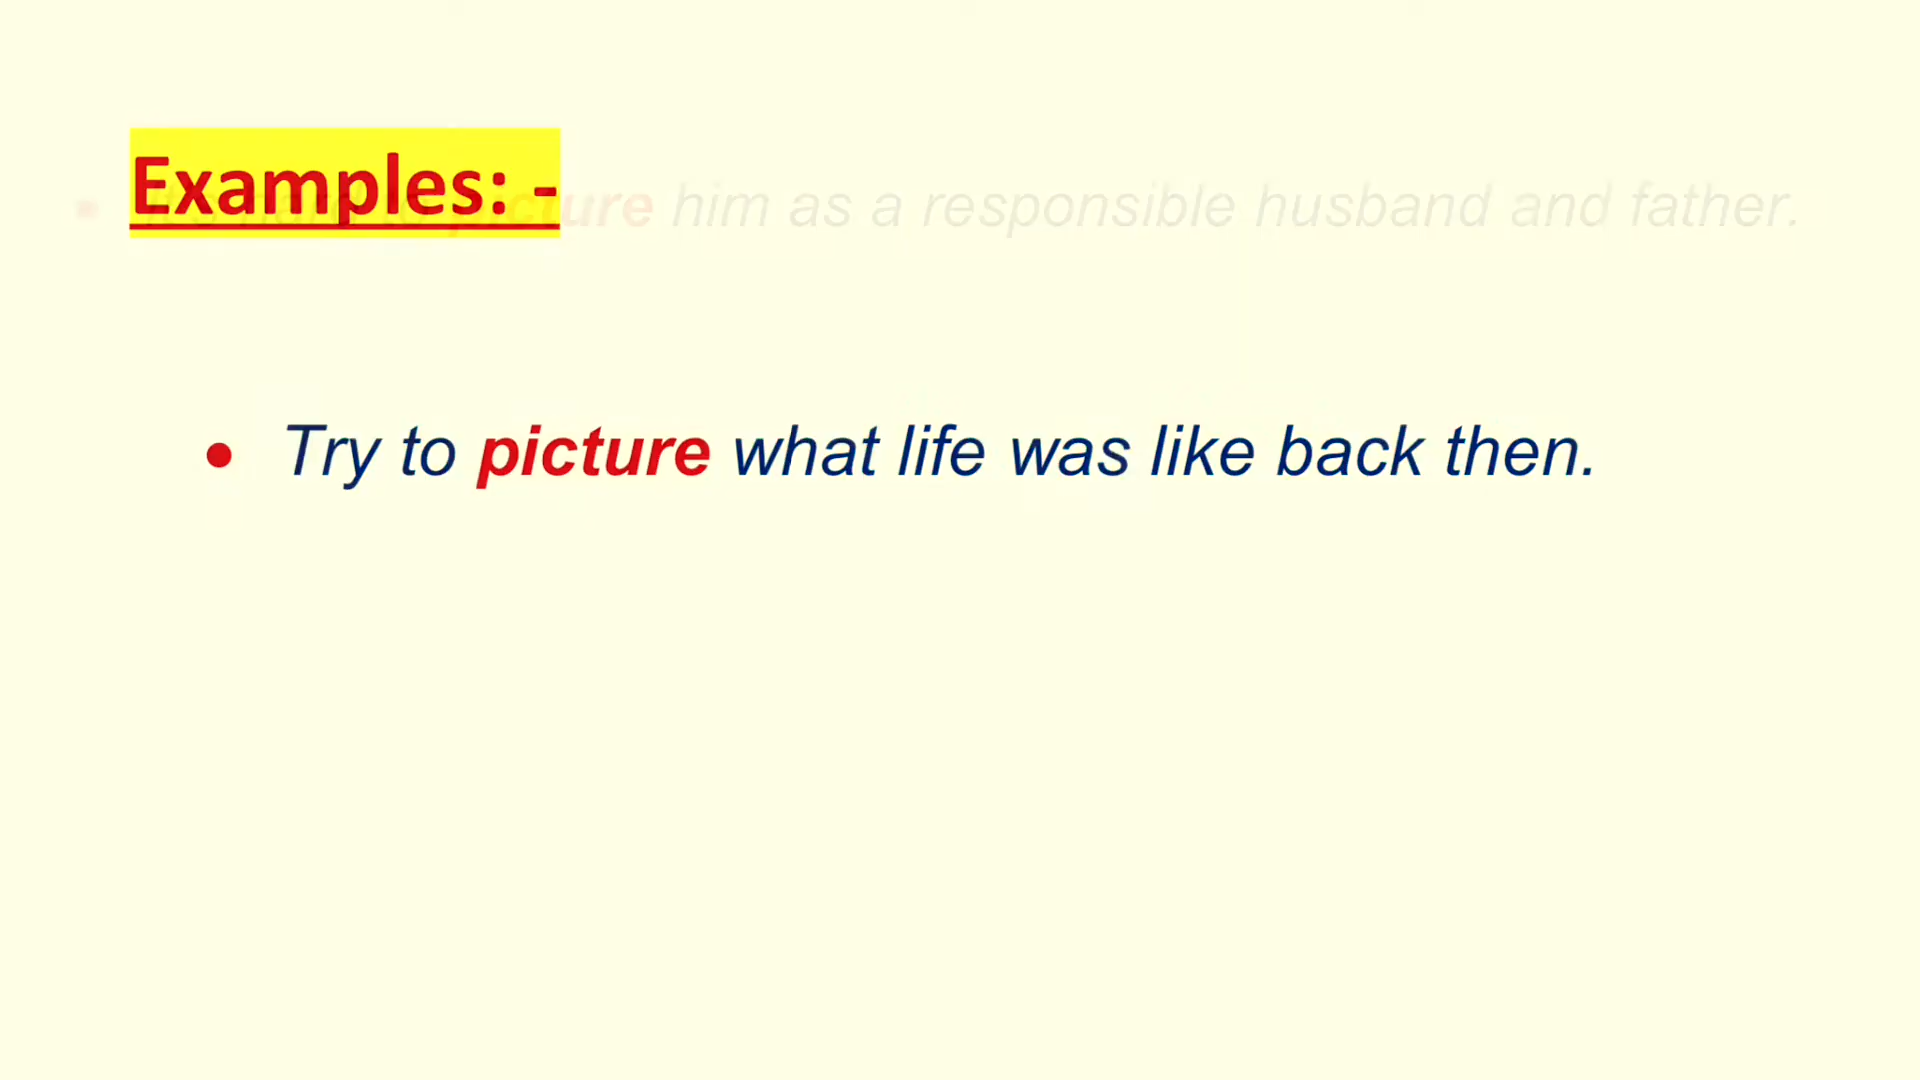 Examples: -
picture him as a responsible husband and father.
Try to picture what life was like back then.